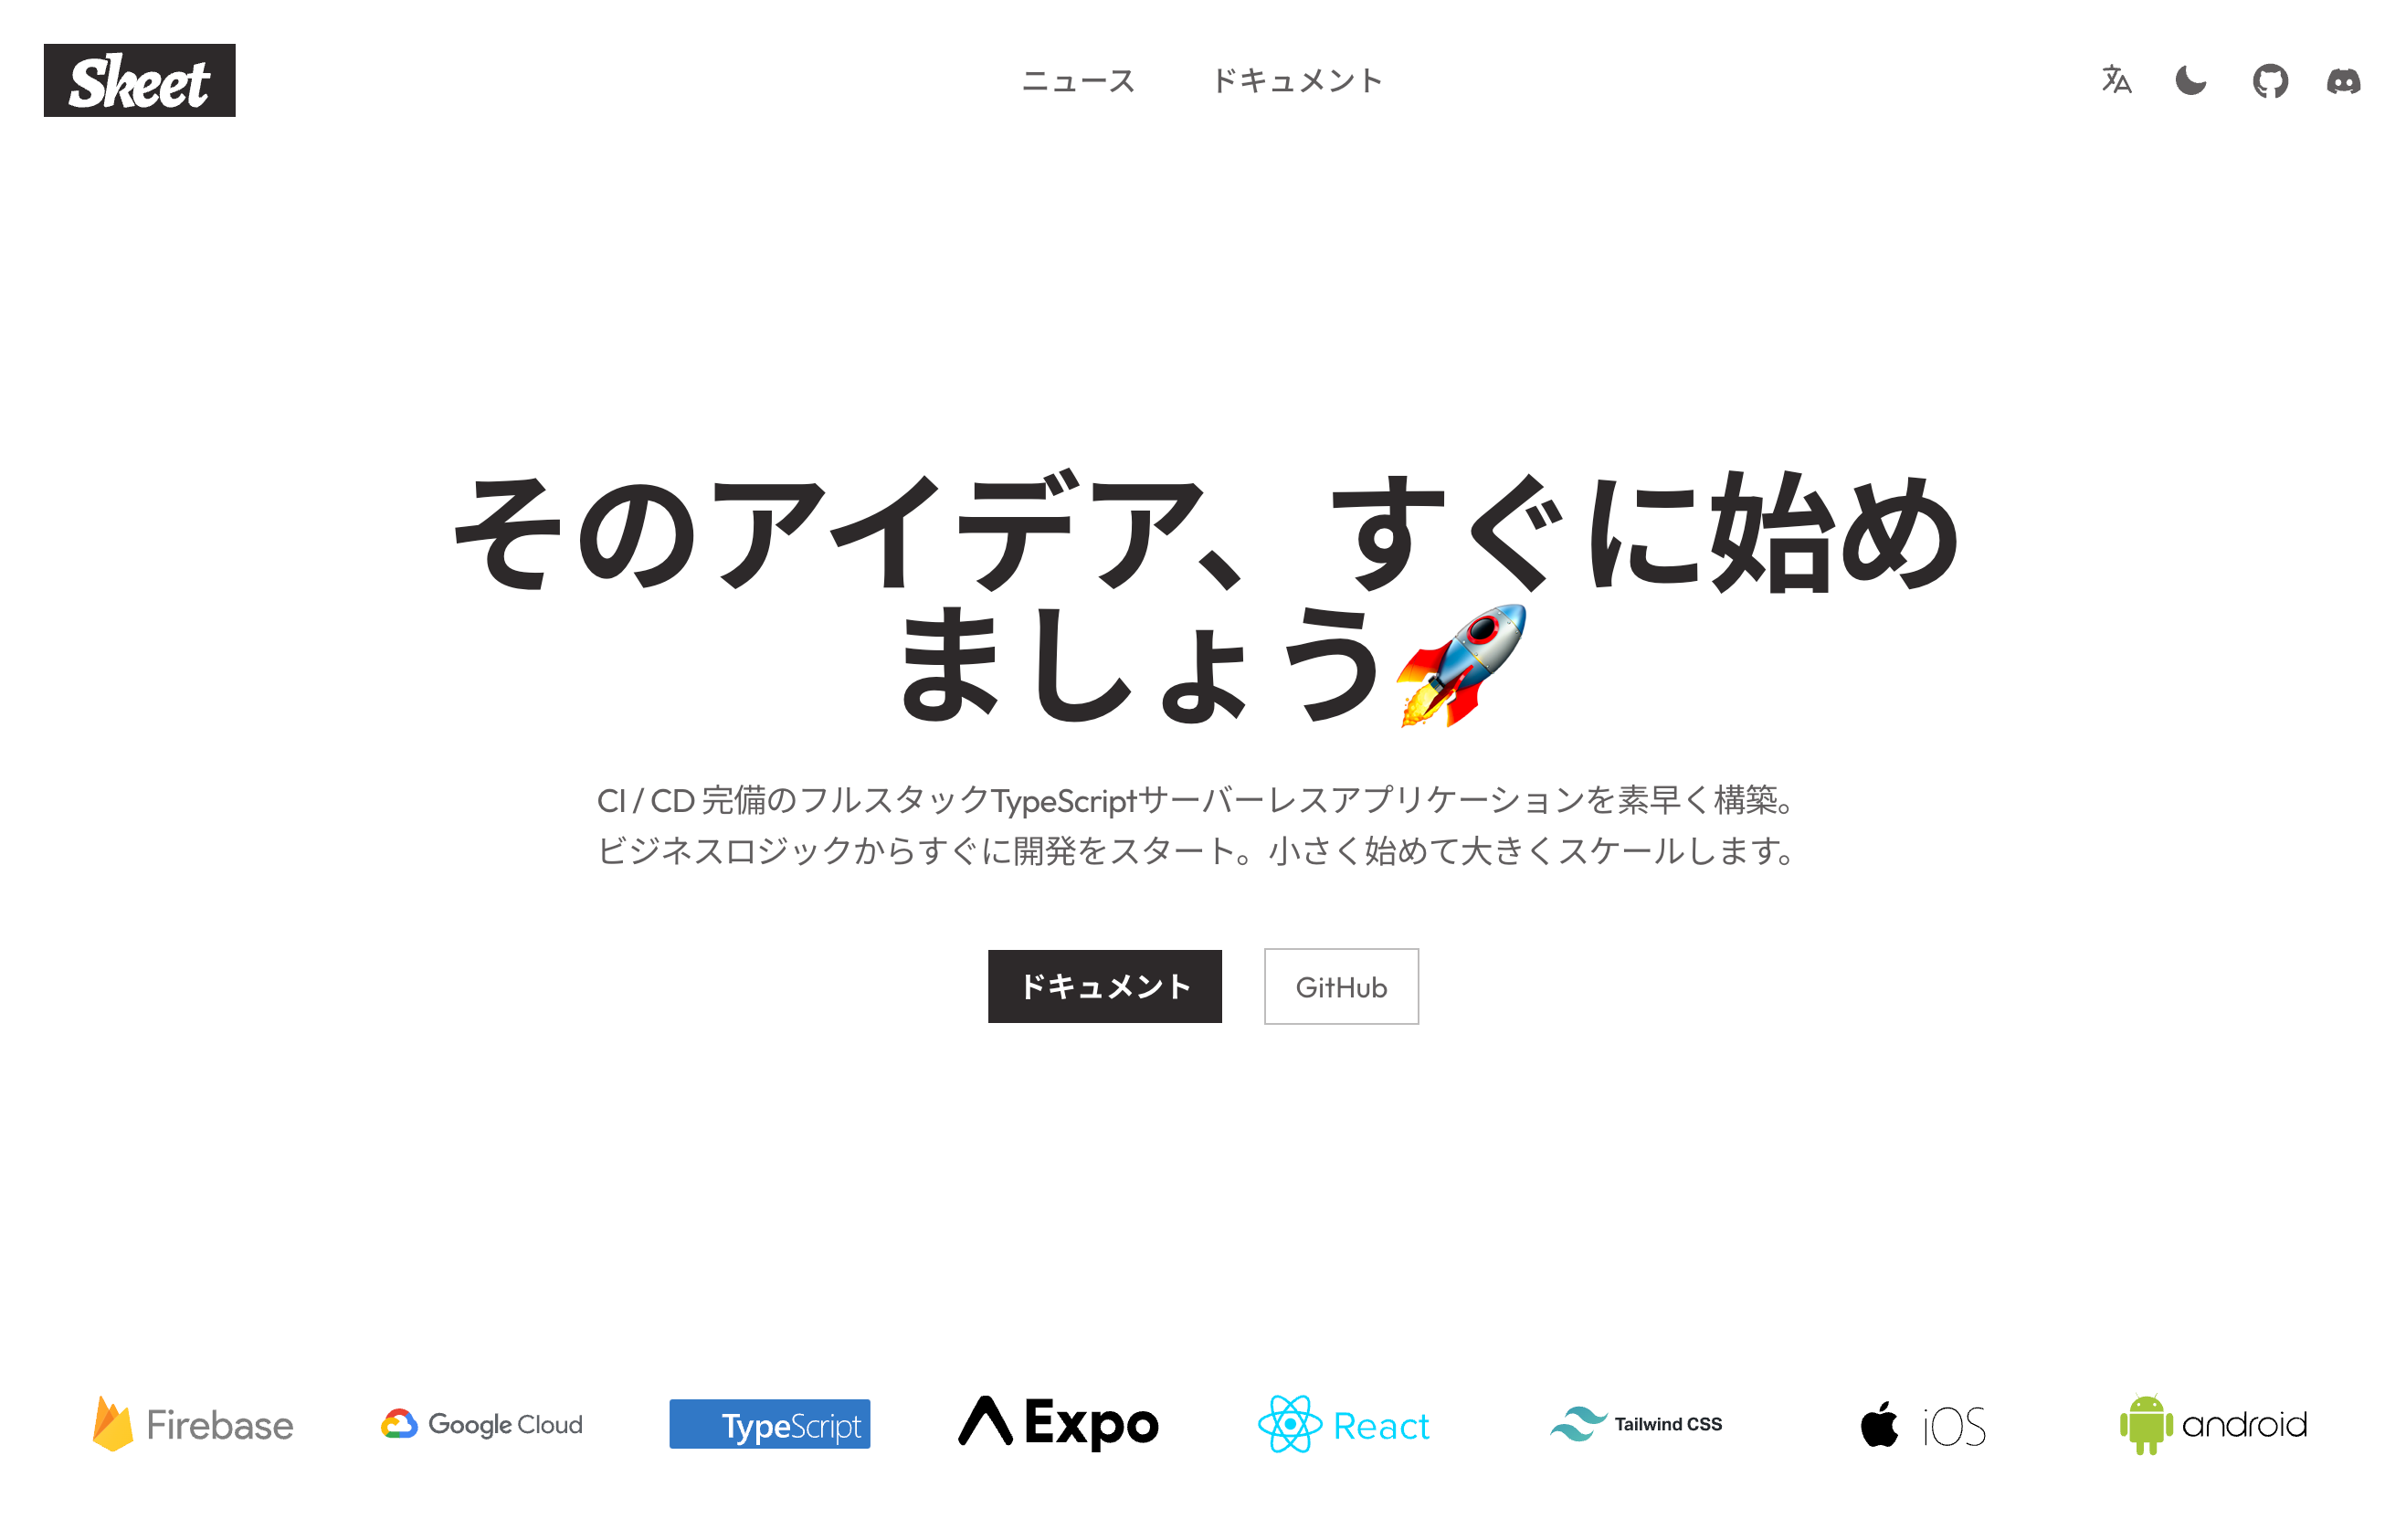 Skeet
ニュース
ドキュメント
そのアイデア、すぐに始め
ましょう🚀
CI / CD 完備のフルスタックTypeScriptサーバーレスアプリケーションを素早く構築。
ビジネスロジックからすぐに開発をスタート。小さく始めて大きくスケールします。
ドキュメント
GitHub
Firebase
Google Cloud
TypeScript
Expo
React
Tailwind CSS
iOS
android